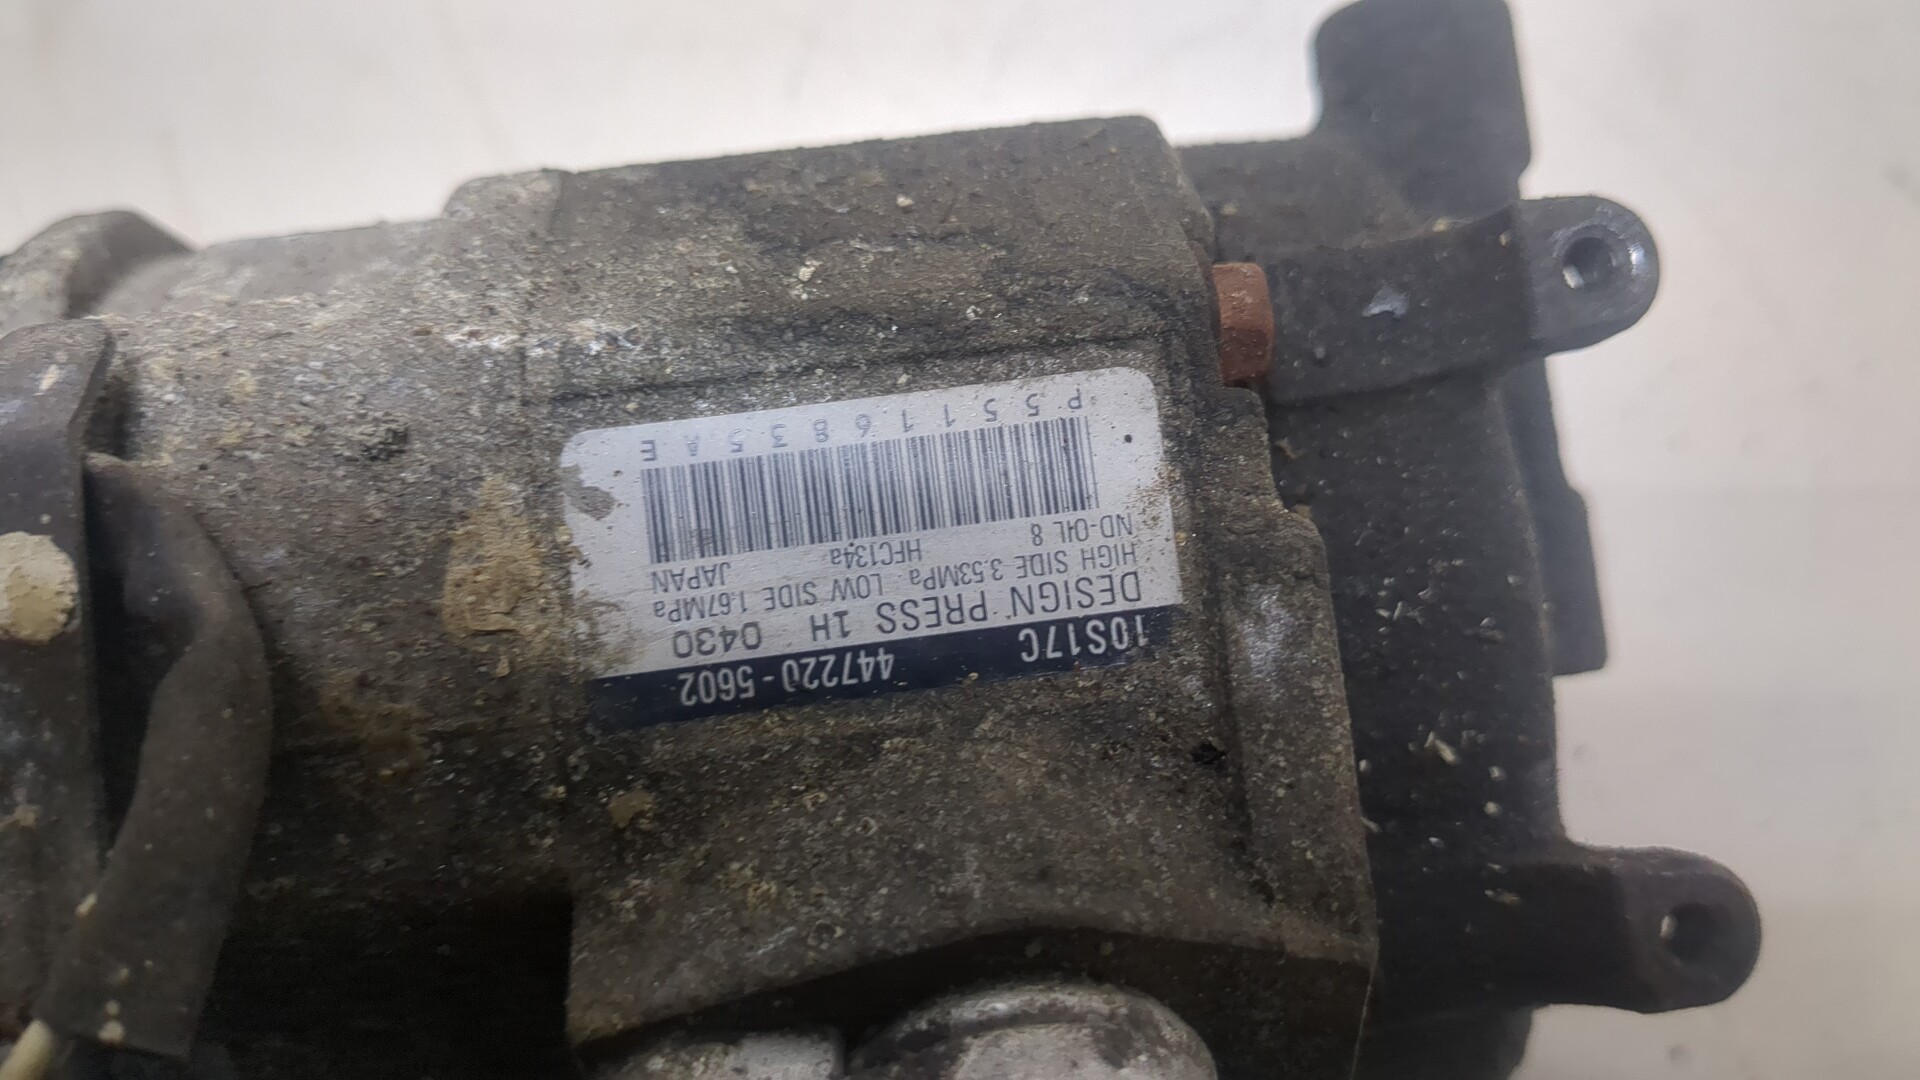 10S17C 447220-5602
DESIGN PRESS 1H 0430
HIGH SIDE 3.53MPa LOW SIDE 1.67MPa
ND-OIL 8 HFC134a JAPAN
P55116835AE